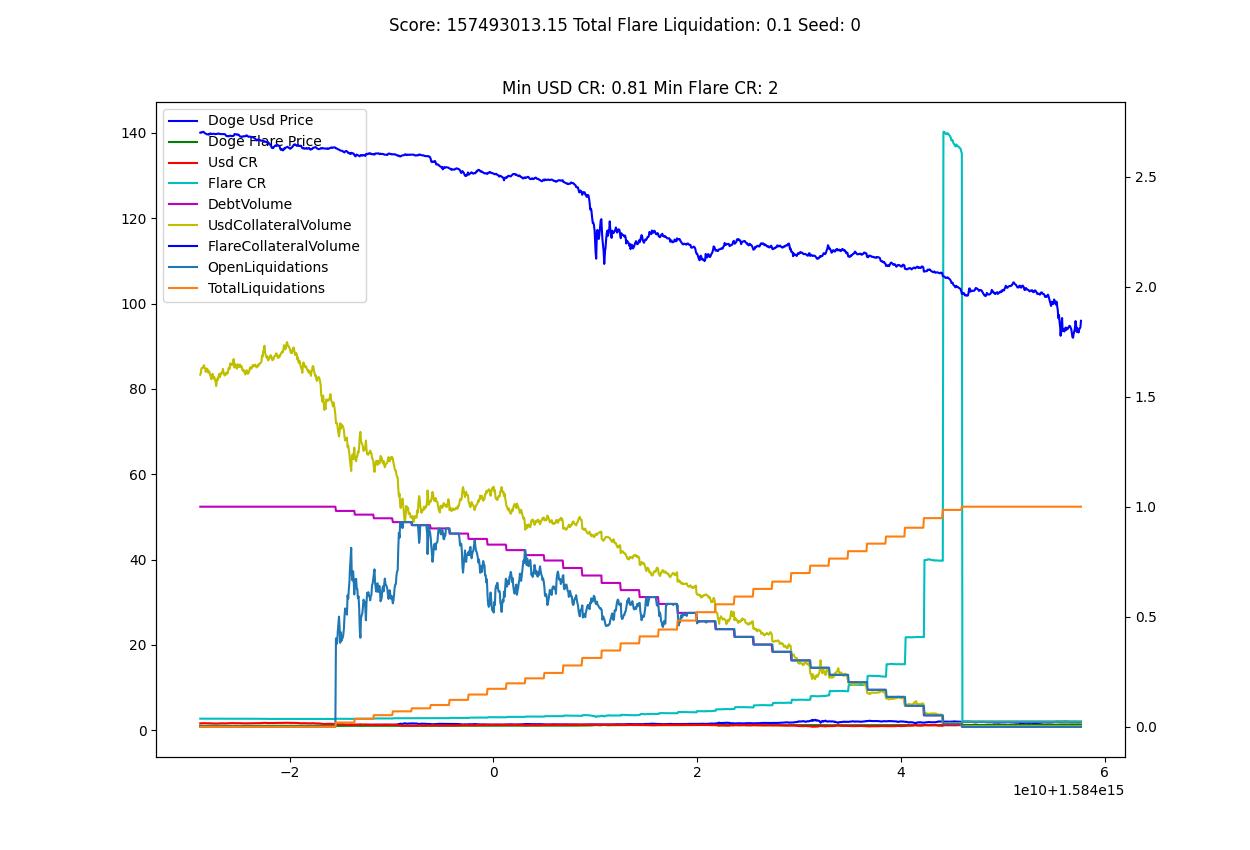 Score: 157493013.15 Total Flare Liquidation: 0.1 Seed: 0
Min USD CR: 0.81 Min Flare CR: 2
Doge Usd Price
Doge Flare Price
Usd CR
Flare CR
DebtVolume
UsdCollateralVolume
FlareCollateralVolume
OpenLiquidations
TotalLiquidations
140
120
100
80
60
40
20
0
2.5
2.0
1.5
1.0
0.5
0.0
−2
0
2
4
6
1e10+1.584e15